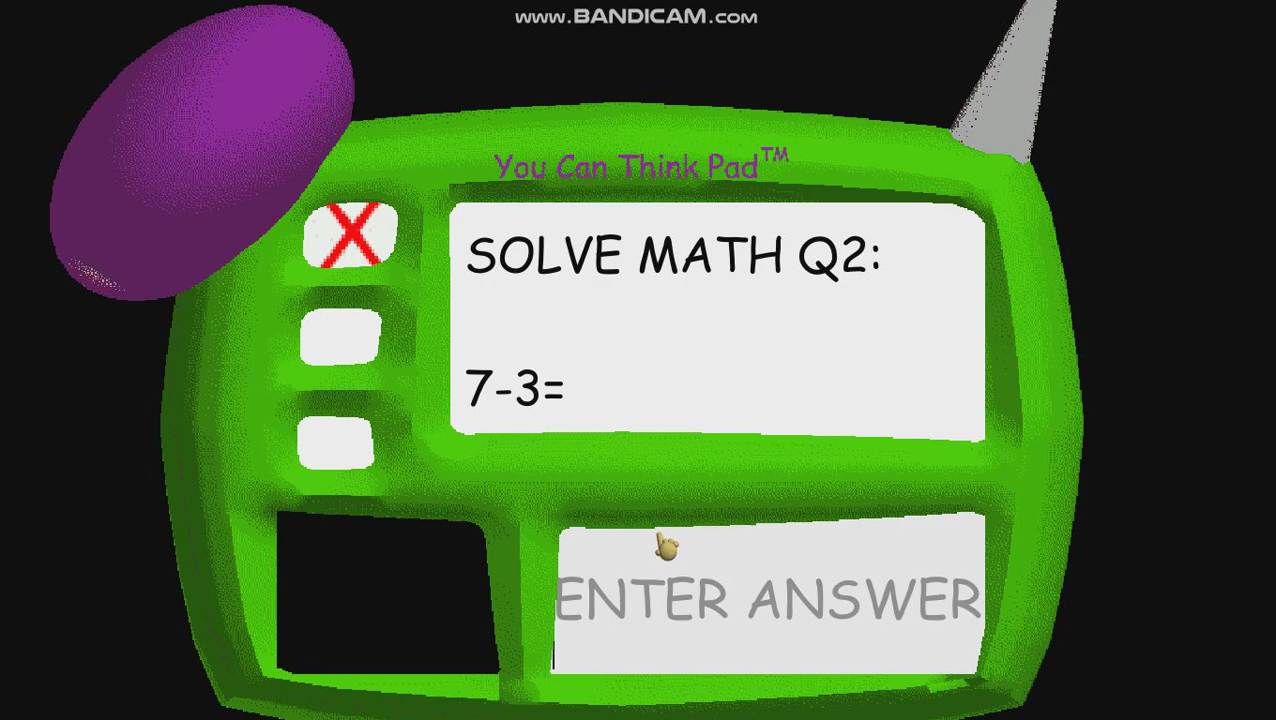 www.BANDICAM.com
You Can Think Pad™
SOLVE MATH Q2:
7-3=
ENTER ANSWER